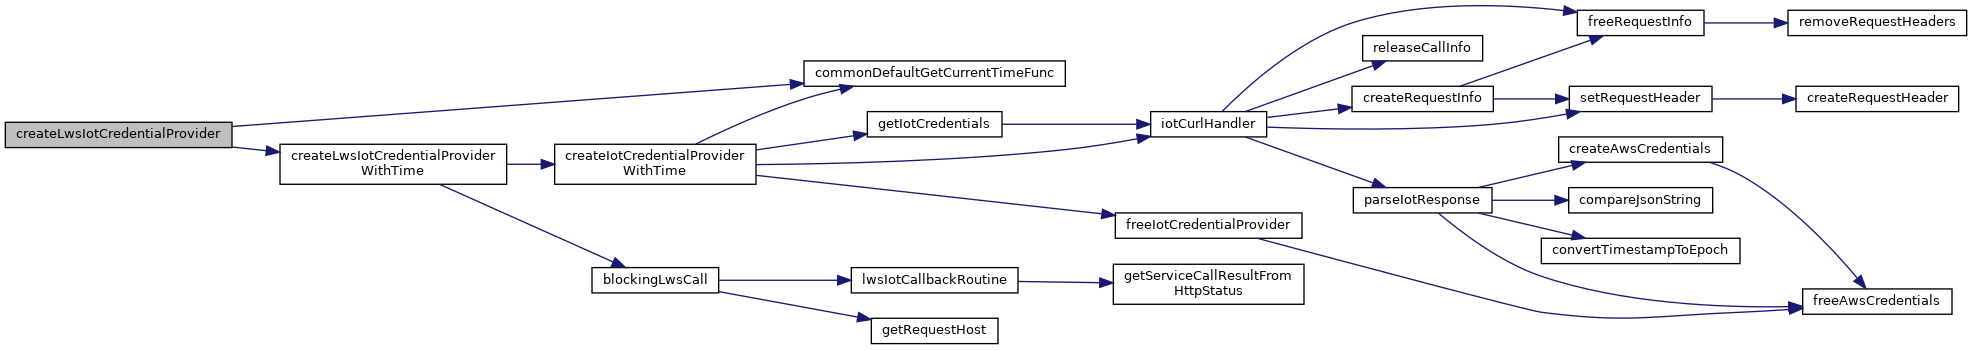 createLwsIotCredentialProvider
createLwsIotCredentialProvider
WithTime
createIotCredentialProvider
WithTime
blockingLwsCall
commonDefaultGetCurrentTimeFunc
getIotCredentials
freeIotCredentialProvider
lwsIotCallbackRoutine
getServiceCallResultFrom
HttpStatus
getRequestHost
iotCurlHandler
releaseCallInfo
createRequestInfo
parseIotResponse
freeRequestInfo
removeRequestHeaders
setRequestHeader
createRequestHeader
createAwsCredentials
compareJsonString
convertTimestampToEpoch
freeAwsCredentials